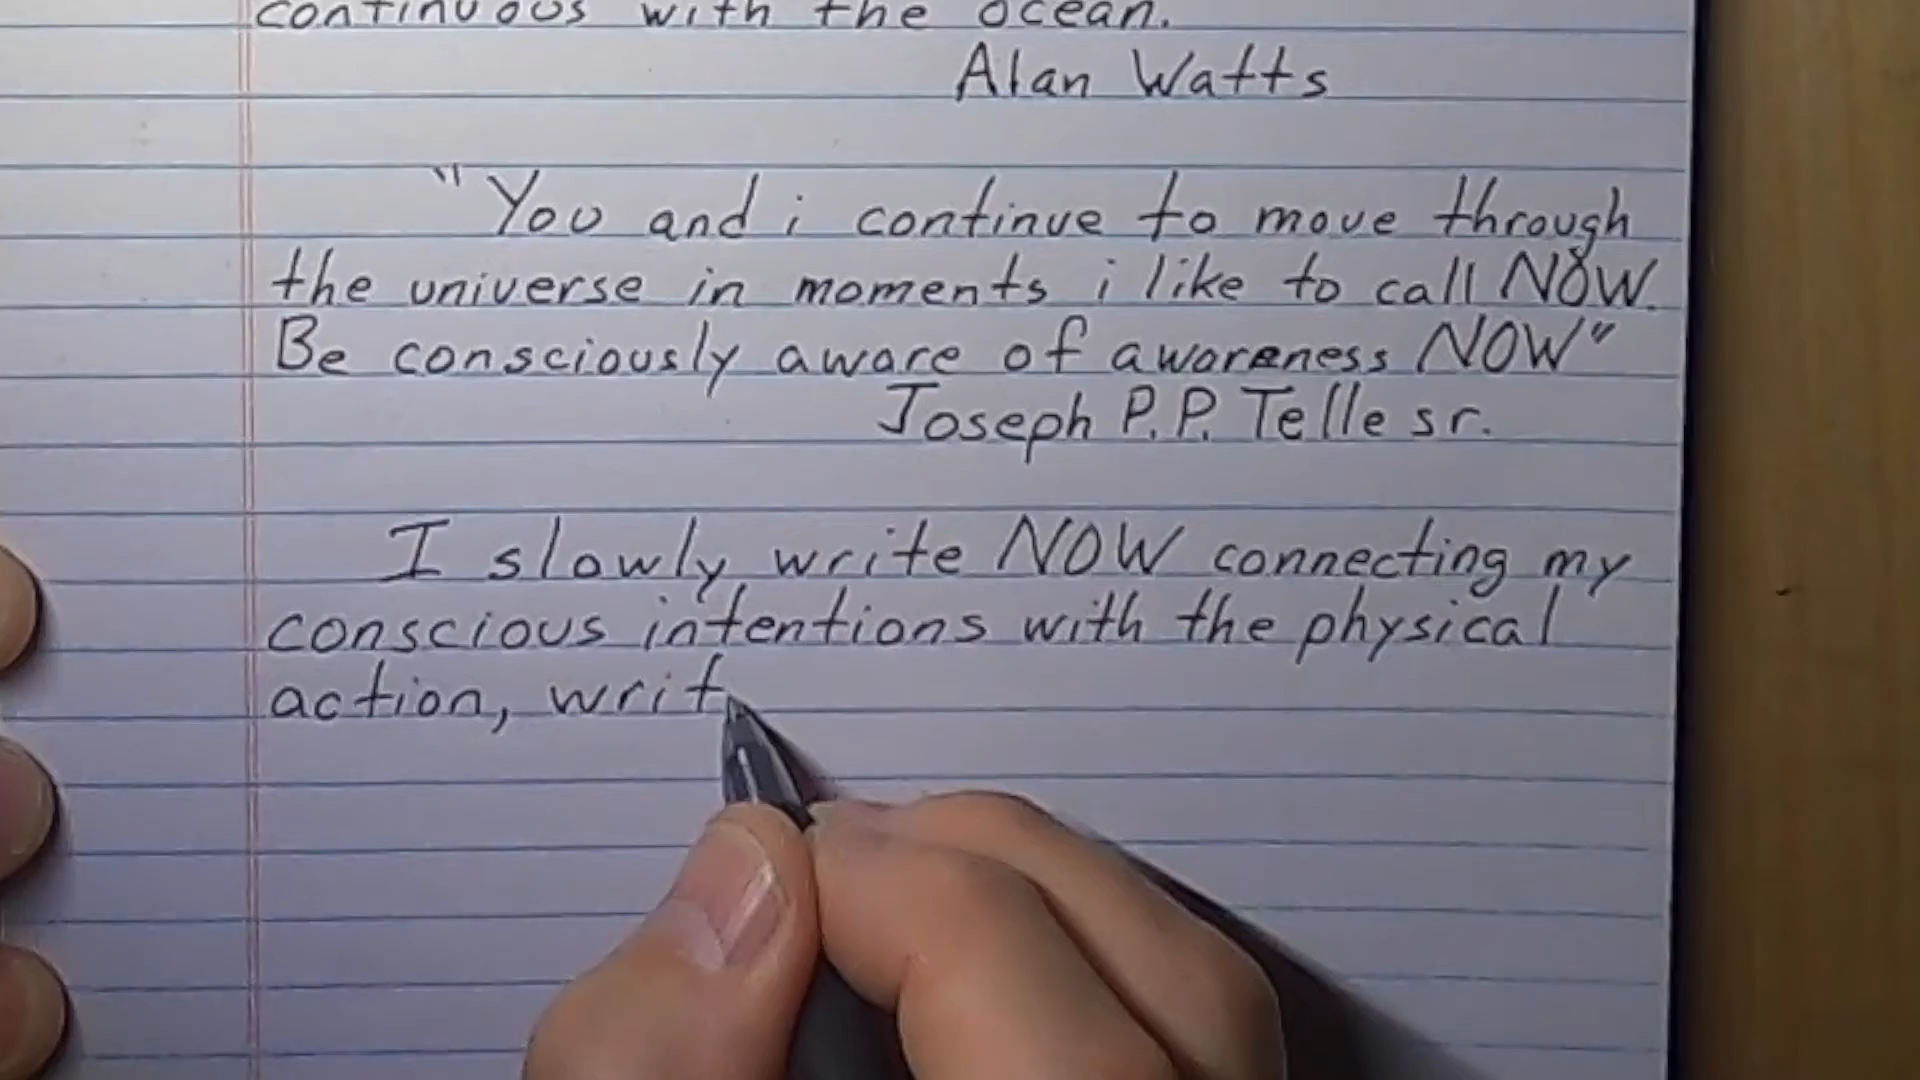 continuous with the ocean.
Alan Watts
"You and i continue to move through
the universe in moments i like to call NOW.
Be consciously aware of awareness NOW"
Joseph P.P. Telle sr.
I slowly write NOW connecting my
conscious intentions with the physical
action, writ